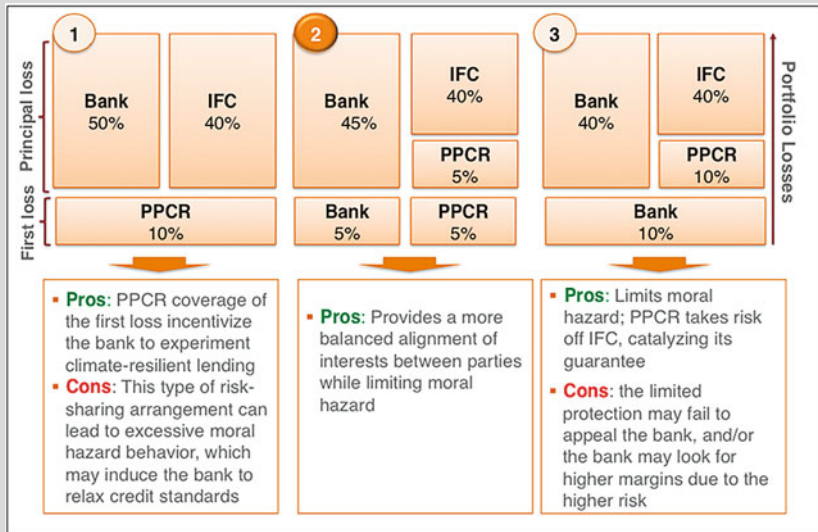 1
2
3
Principal loss
First loss
Portfolio Losses
Bank
50%
IFC
40%
PPCR
10%
Bank
45%
IFC
40%
PPCR
5%
Bank
5%
PPCR
5%
Bank
40%
IFC
40%
PPCR
10%
Bank
10%
Pros: PPCR coverage of
the first loss incentivize
the bank to experiment
climate-resilient lending
Cons: This type of risk-
sharing arrangement can
lead to excessive moral
hazard behavior, which
may induce the bank to
relax credit standards
Pros: Provides a more
balanced alignment of
interests between parties
while limiting moral
hazard
Pros: Limits moral
hazard; PPCR takes risk
off IFC, catalyzing its
guarantee
Cons: the limited
protection may fail to
appeal the bank, and/or
the bank may look for
higher margins due to the
higher risk